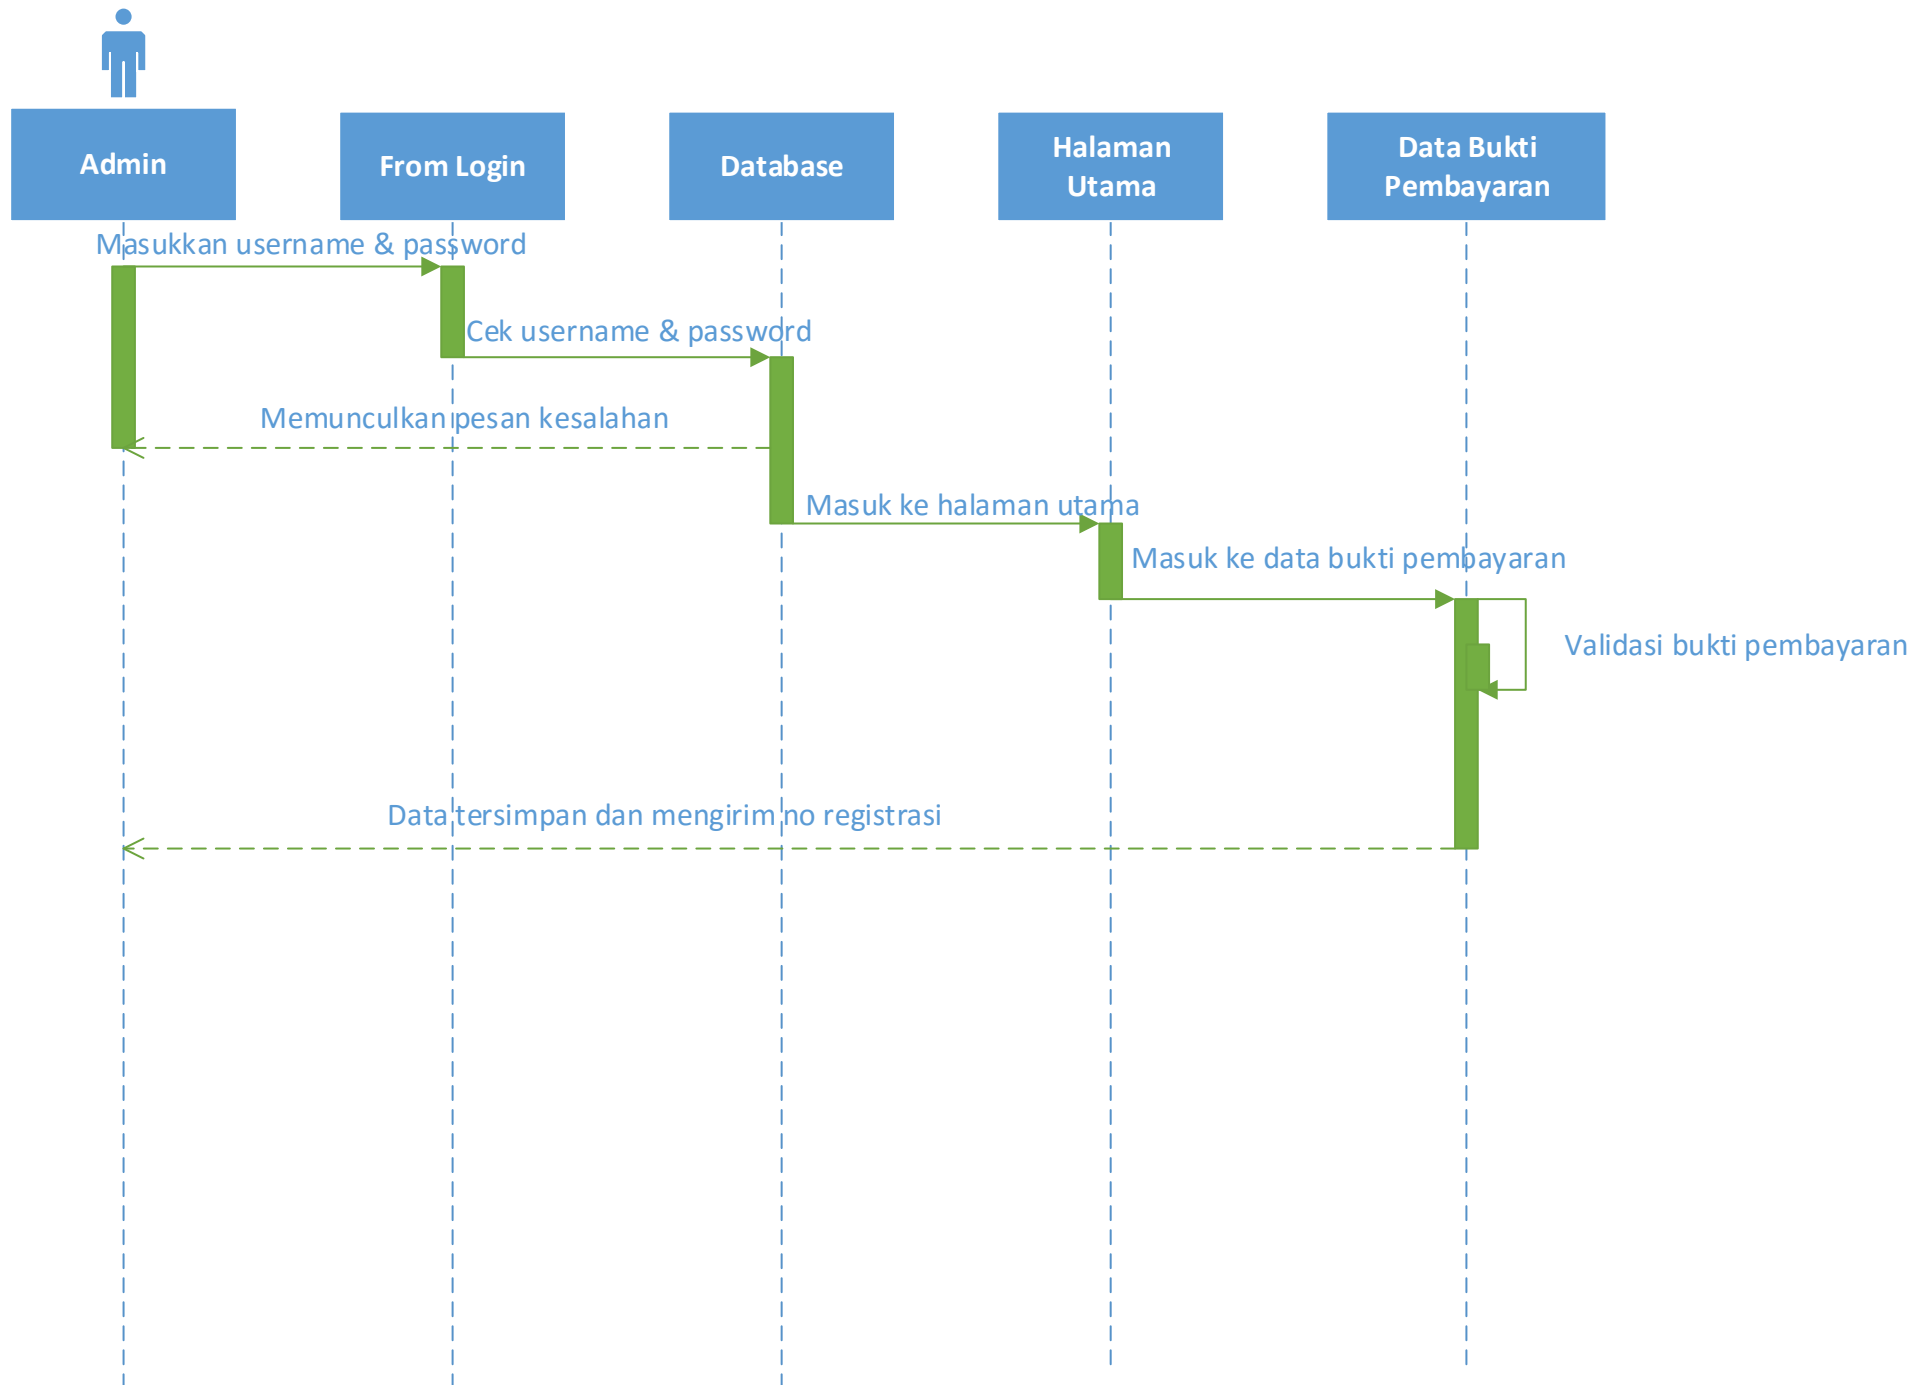 Admin
From Login
Database
Halaman
Utama
Data Bukti
Pembayaran
Masukkan username & password
Cek username & password
Memunculkan pesan kesalahan
Masuk ke halaman utama
Masuk ke data bukti pembayaran
Validasi bukti pembayaran
Data tersimpan dan mengirim no registrasi